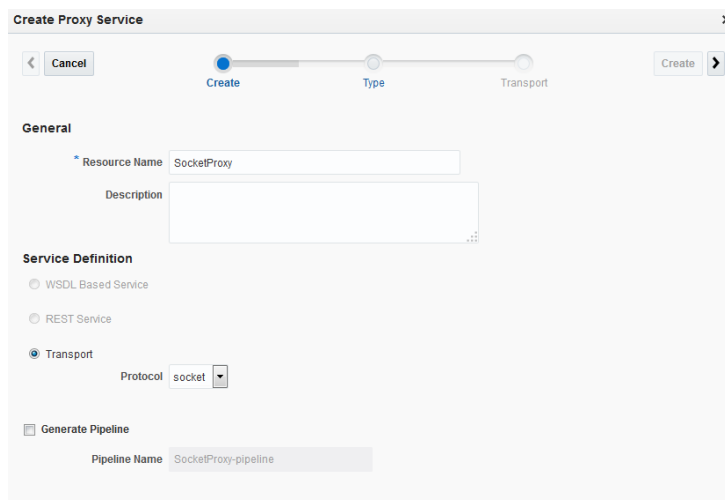 Create Proxy Service
Cancel
Create
Type
Transport
Create
General
* Resource Name SocketProxy
Description
Service Definition
WSDL Based Service
REST Service
Transport
Protocol socket
Generate Pipeline
Pipeline Name SocketProxy-pipeline